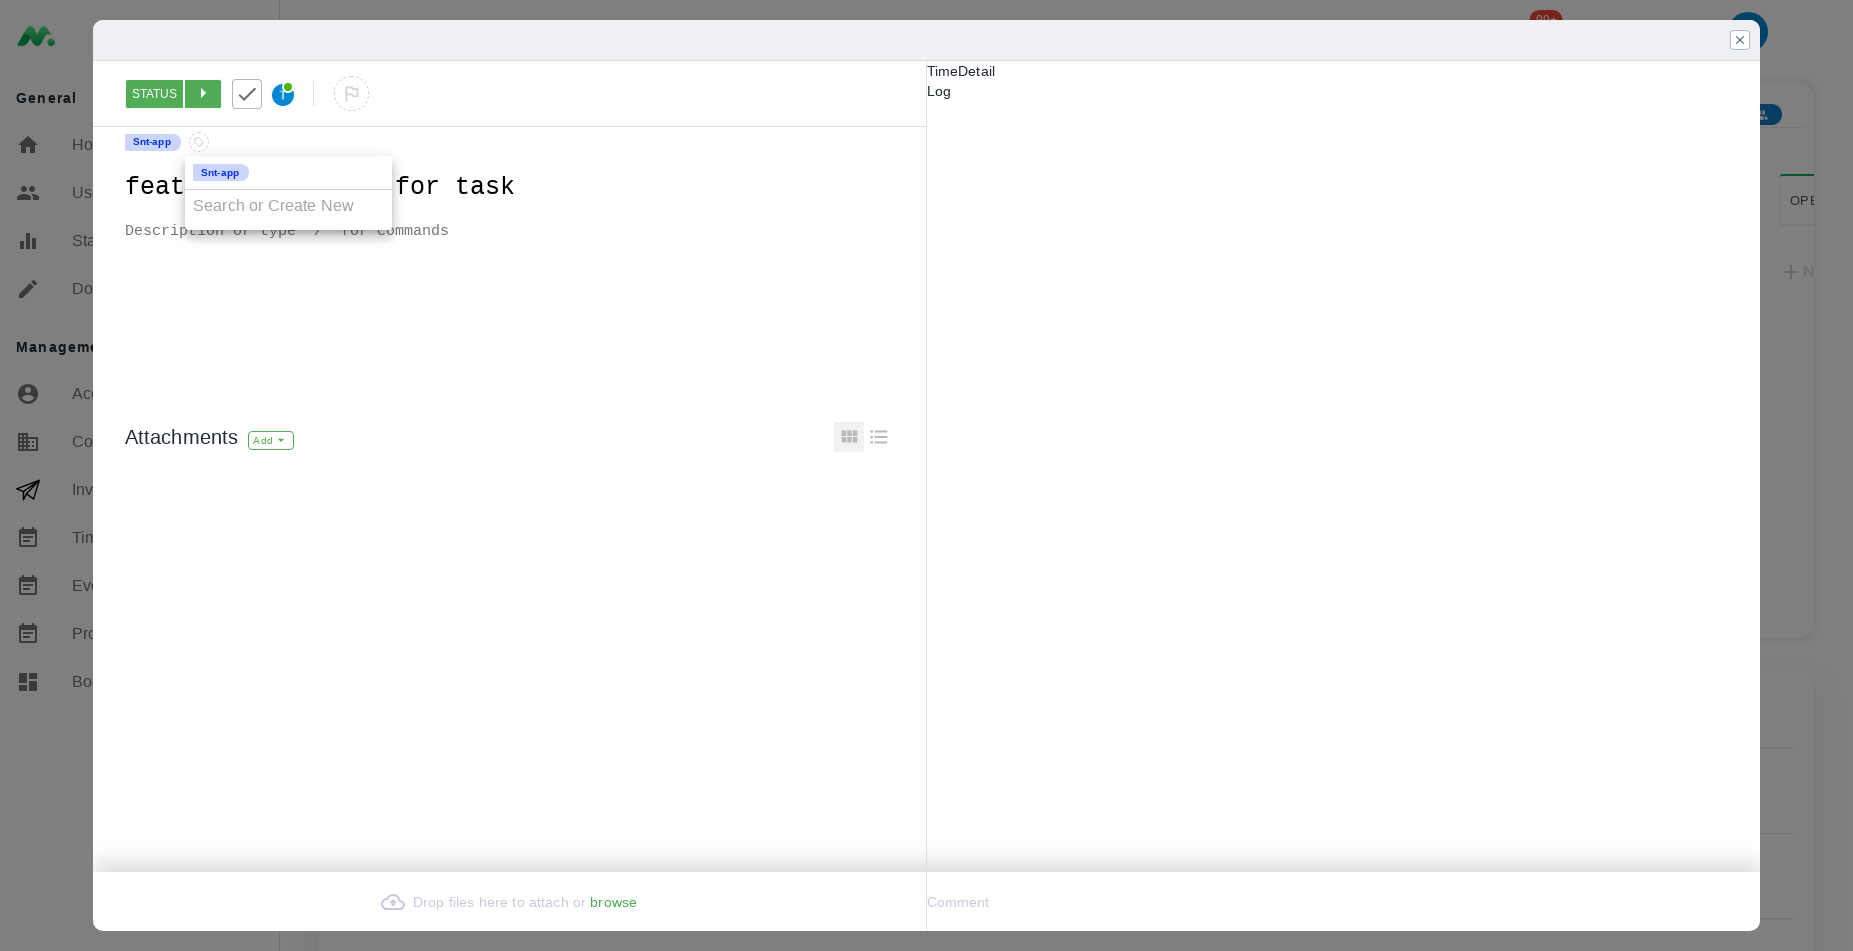 99+
General
Ho
Us
Sta
Do
Manageme
Acc
Co
Inv
Tim
Eve
Pro
Bo
STATUS
T
Snt-app
Snt-app
feat for task
Search or Create New
Description or type '/' for commands
Attachments
Add
Drop files here to attach or browse
TimeDetail
Log
Comment
OPE
N